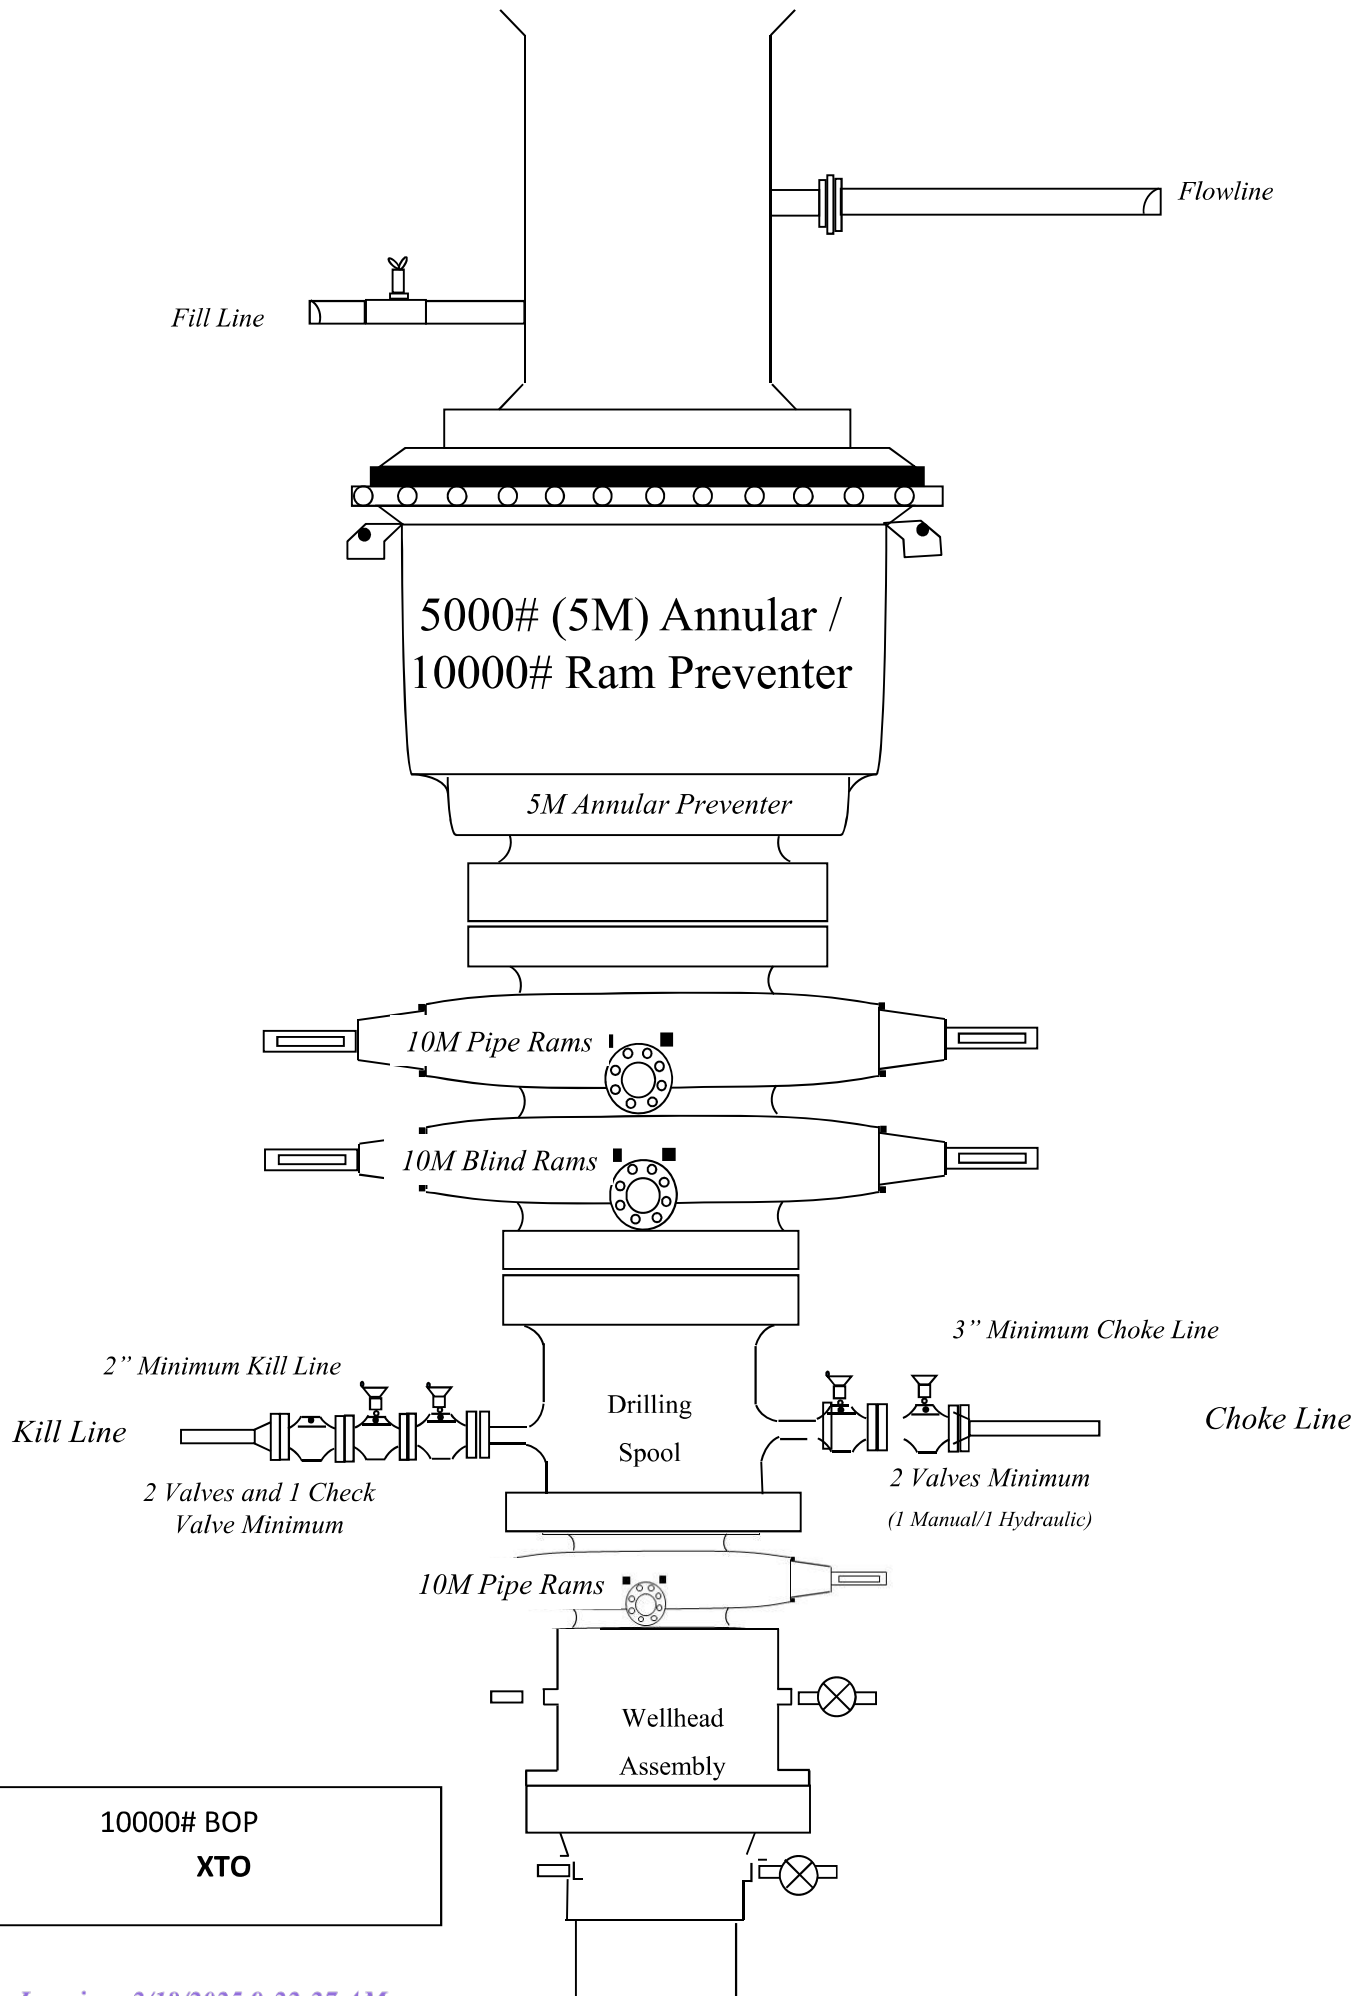 Flowline
Fill Line
5000# (5M) Annular /
10000# Ram Preventer
5M Annular Preventer
10M Pipe Rams
10M Blind Rams
3” Minimum Choke Line
2” Minimum Kill Line
Drilling
Spool
Kill Line
Choke Line
2 Valves and 1 Check
Valve Minimum
2 Valves Minimum
(1 Manual/1 Hydraulic)
10M Pipe Rams
Wellhead
Assembly
10000# BOP
XTO